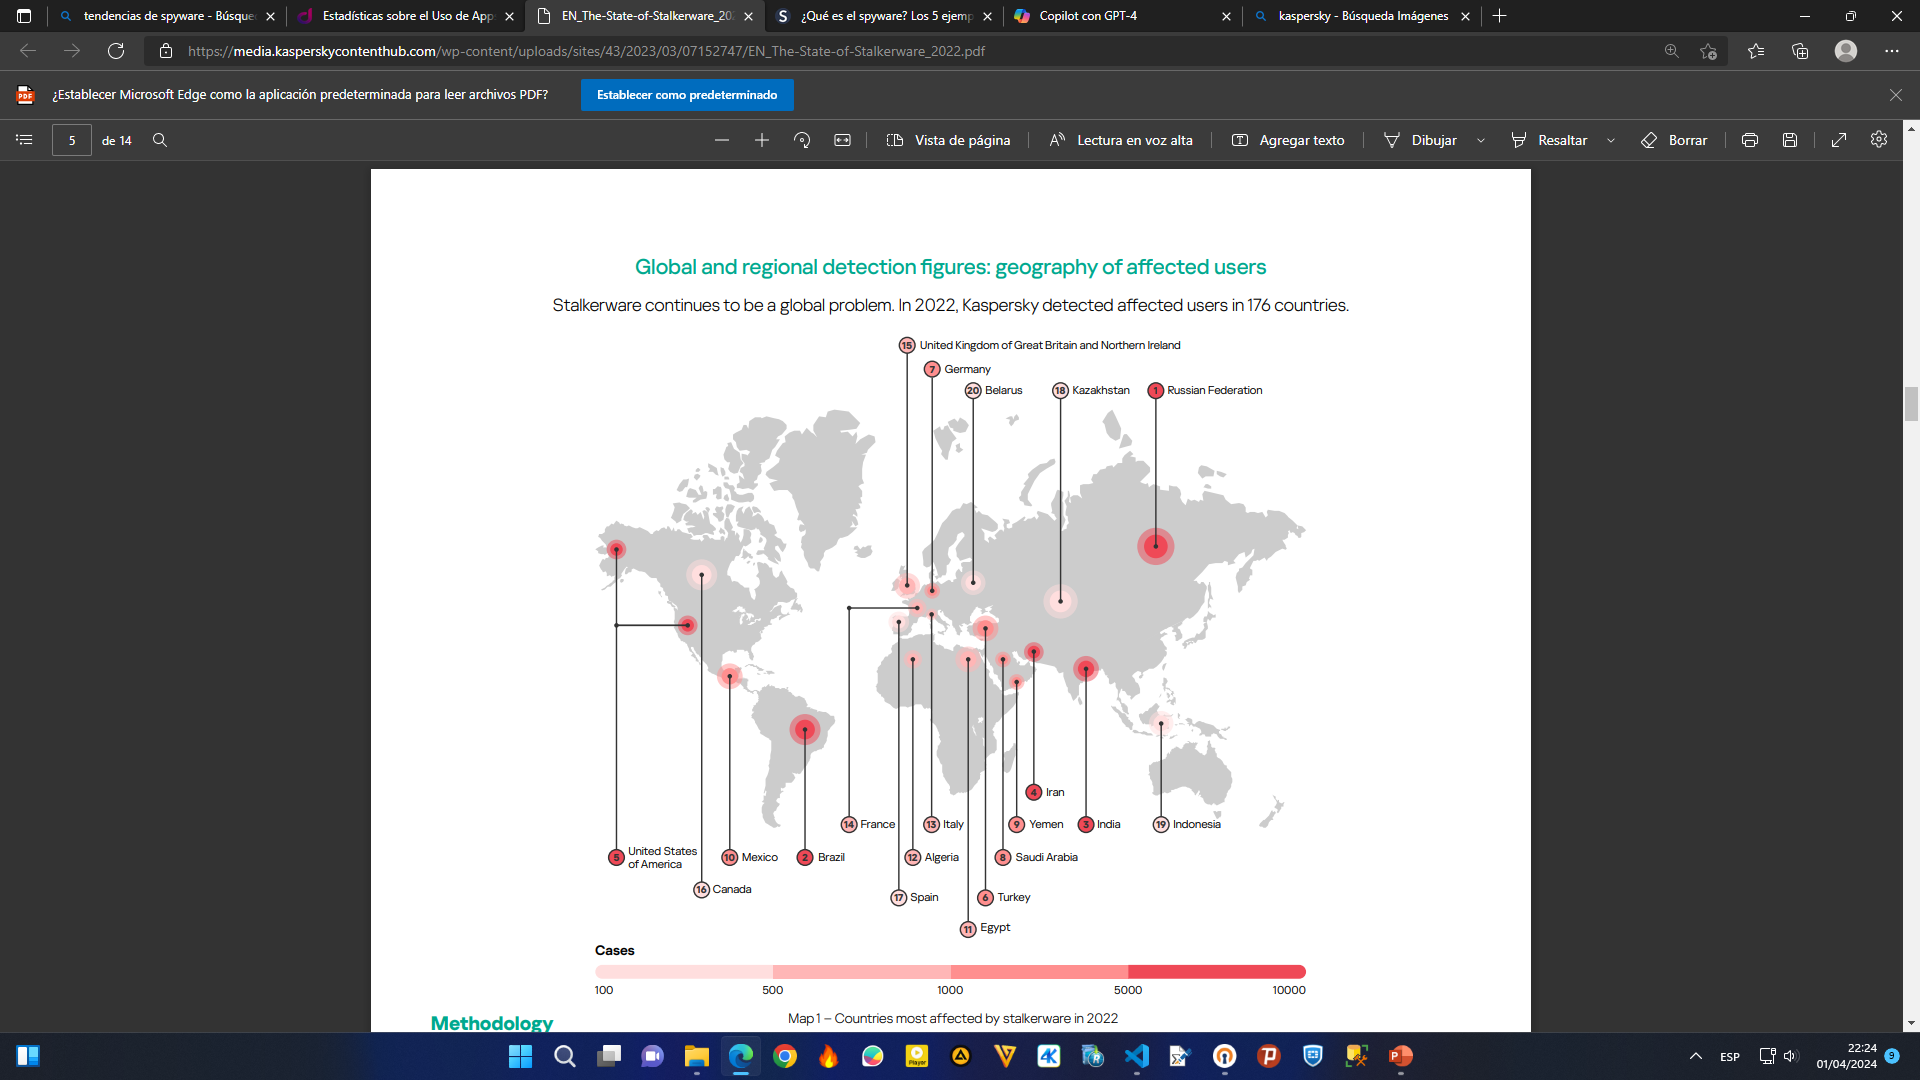 tendencias de spyware - Búsque
Estadísticas sobre el Uso de App
EN_The-State-of-Stalkerware_202
¿Qué es el spyware? Los 5 ejemp
Copilot con GPT-4
kaspersky - Búsqueda Imágenes
https://media.kasperskycontenthub.com/wp-content/uploads/sites/43/2023/03/07152747/EN_The-State-of-Stalkerware_2022.pdf
PDF
¿Establecer Microsoft Edge como la aplicación predeterminada para leer archivos PDF?
Establecer como predeterminado
5 de 14
Vista de página
Lectura en voz alta
Agregar texto
Dibujar
Resaltar
Borrar
Global and regional detection figures: geography of affected users
Stalkerware continues to be a global problem. In 2022, Kaspersky detected affected users in 176 countries.
15 United Kingdom of Great Britain and Northern Ireland
7 Germany
20 Belarus
18 Kazakhstan
1 Russian Federation
4 Iran
14 France
13 Italy
9 Yemen
3 India
19 Indonesia
5 United States
of America
10 Mexico
2 Brazil
12 Algeria
8 Saudi Arabia
16 Canada
17 Spain
6 Turkey
11 Egypt
Cases
100 500 1000 5000 10000
Methodology
Map 1 – Countries most affected by stalkerware in 2022
ESP
22:24
01/04/2024
9